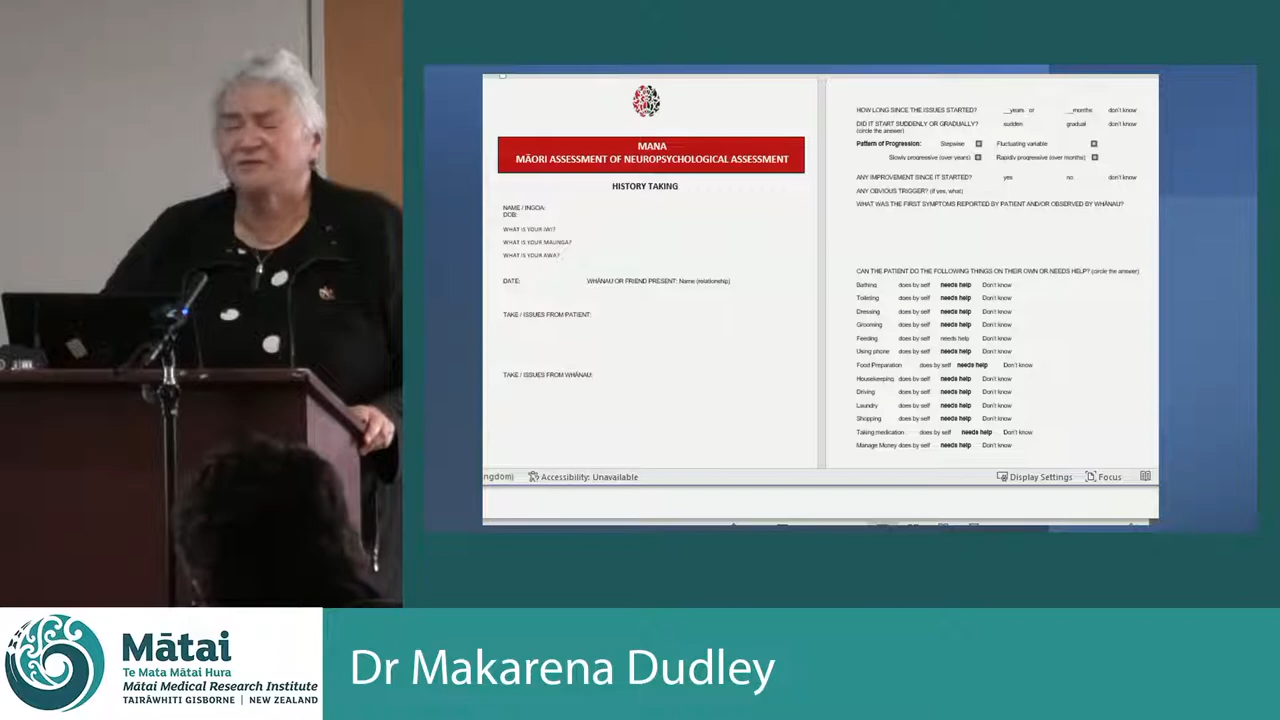 MANA
MĀORI ASSESSMENT OF NEUROPSYCHOLOGICAL ASSESSMENT
HISTORY TAKING
NAME / INGOA:
DOB:
WHAT IS YOUR IWI?
WHAT IS YOUR MAUNGA?
WHAT IS YOUR AWA?
DATE: WHĀNAU OR FRIEND PRESENT: Name (relationship)
TAKE / ISSUES FROM PATIENT:
TAKE / ISSUES FROM WHĀNAU:
HOW LONG SINCE THE ISSUES STARTED? __years or __months don't know
DID IT START SUDDENLY OR GRADUALLY? sudden gradual don't know
(circle the answer)
Pattern of Progression: Stepwise Fluctuating variable
Slowly progressive (over years) Rapidly progressive (over months)
ANY IMPROVEMENT SINCE IT STARTED? yes no don't know
ANY OBVIOUS TRIGGER? (if yes, what)
WHAT WAS THE FIRST SYMPTOMS REPORTED BY PATIENT AND/OR OBSERVED BY WHĀNAU?
CAN THE PATIENT DO THE FOLLOWING THINGS ON THEIR OWN OR NEEDS HELP? (circle the answer)
Bathing does by self needs help Don't know
Toileting does by self needs help Don't know
Dressing does by self needs help Don't know
Grooming does by self needs help Don't know
Feeding does by self needs help Don't know
Using phone does by self needs help Don't know
Food Preparation does by self needs help Don't know
Housekeeping does by self needs help Don't know
Driving does by self needs help Don't know
Laundry does by self needs help Don't know
Shopping does by self needs help Don't know
Taking medication does by self needs help Don't know
Manage Money does by self needs help Don't know
ngdom) Accessibility: Unavailable Display Settings Focus
Mātai
Te Mata Mātai Hura
Mātai Medical Research Institute
TAIRĀWHITI GISBORNE | NEW ZEALAND
Dr Makarena Dudley